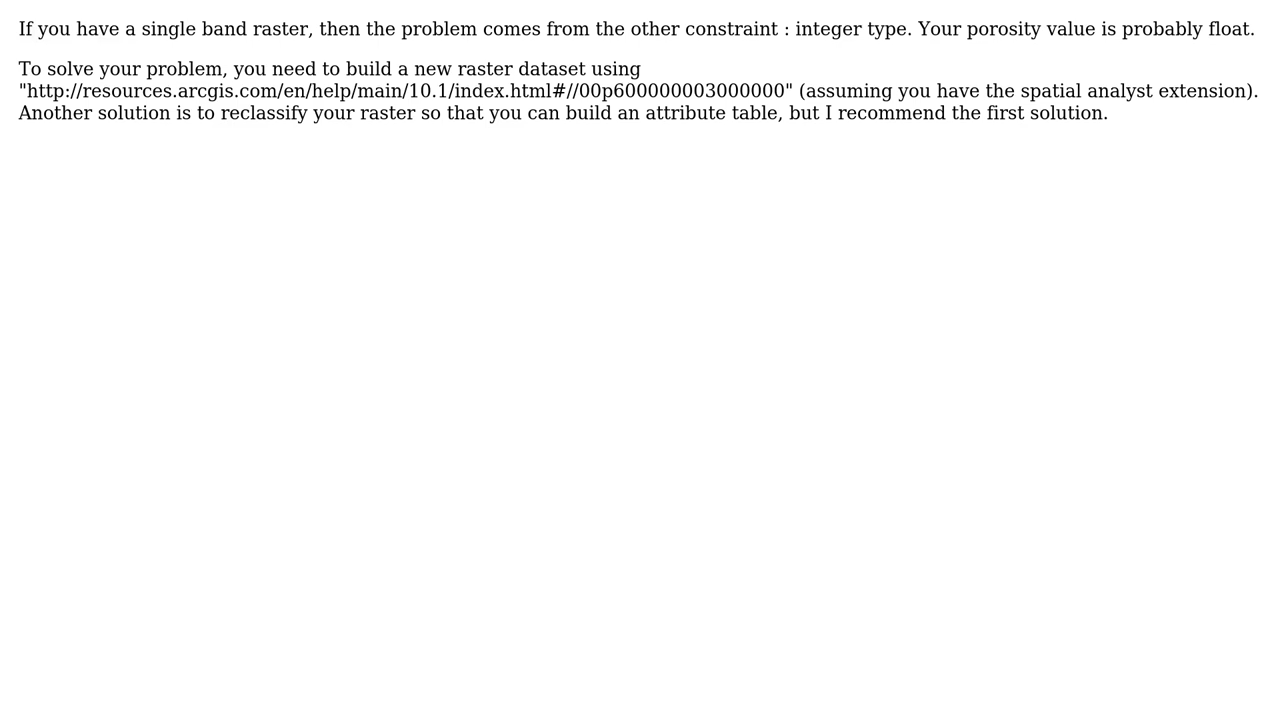 If you have a single band raster, then the problem comes from the other constraint : integer type. Your porosity value is probably float.
To solve your problem, you need to build a new raster dataset using
"http://resources.arcgis.com/en/help/main/10.1/index.html#//00p600000003000000" (assuming you have the spatial analyst extension).
Another solution is to reclassify your raster so that you can build an attribute table, but I recommend the first solution.